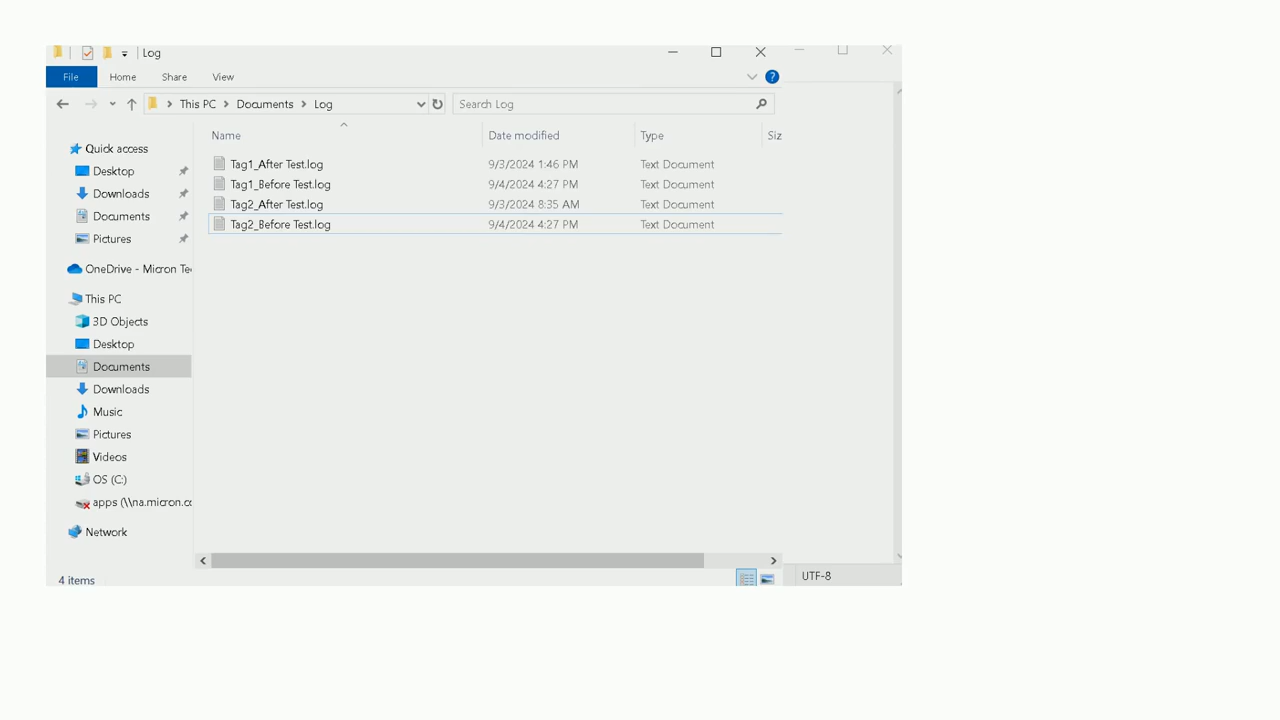 Log
File Home Share View
This PC Documents Log Search Log
Name Date modified Type Siz
Quick access
Desktop
Downloads
Documents
Pictures
OneDrive - Micron Te
This PC
3D Objects
Desktop
Documents
Downloads
Music
Pictures
Videos
OS (C:)
apps (\\na.micron.co
Network
Tag1_After Test.log 9/3/2024 1:46 PM Text Document
Tag1_Before Test.log 9/4/2024 4:27 PM Text Document
Tag2_After Test.log 9/3/2024 8:35 AM Text Document
Tag2_Before Test.log 9/4/2024 4:27 PM Text Document
4 items
UTF-8